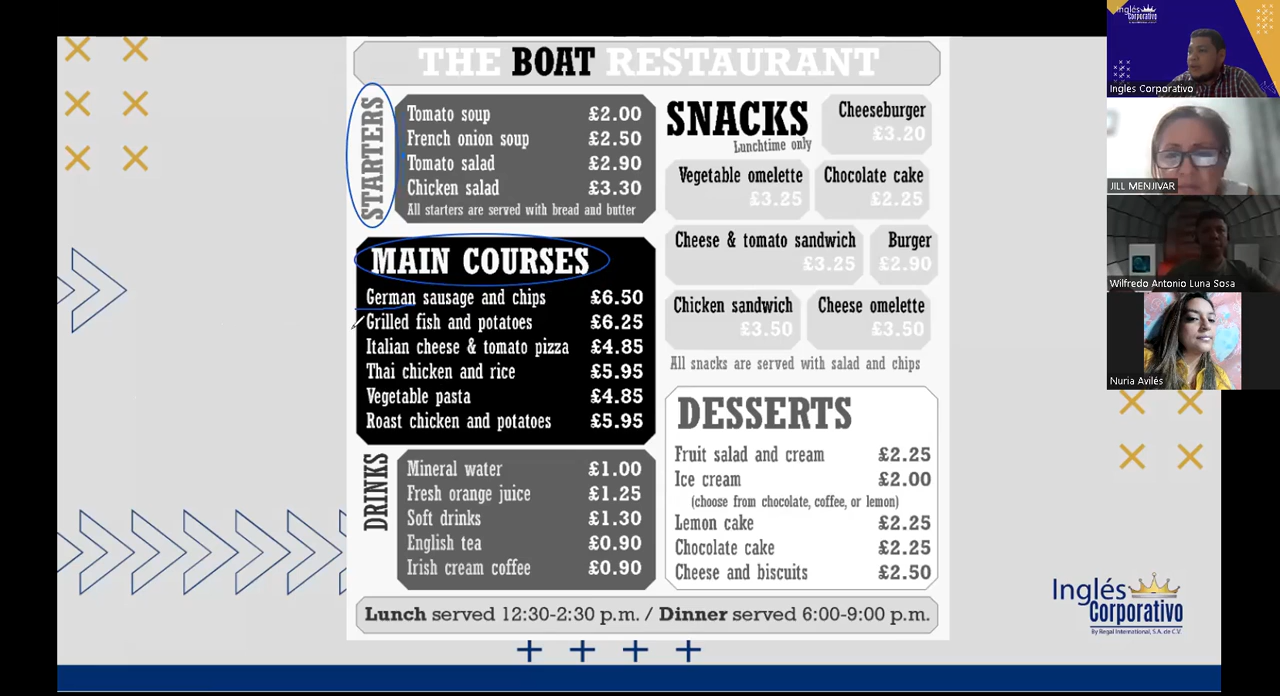 THE BOAT RESTAURANT
STARTERS
Tomato soup £2.00
French onion soup £2.50
Tomato salad £2.90
Chicken salad £3.30
All starters are served with bread and butter
MAIN COURSES
German sausage and chips £6.50
Grilled fish and potatoes £6.25
Italian cheese & tomato pizza £4.85
Thai chicken and rice £5.95
Vegetable pasta £4.85
Roast chicken and potatoes £5.95
DRINKS
Mineral water £1.00
Fresh orange juice £1.25
Soft drinks £1.30
English tea £0.90
Irish cream coffee £0.90
SNACKS
Lunchtime only
Cheeseburger
£3.20
Vegetable omelette
£3.25
Chocolate cake
£2.25
Cheese & tomato sandwich
£3.25
Burger
£2.90
Chicken sandwich
£3.50
Cheese omelette
£3.50
All snacks are served with salad and chips
DESSERTS
Fruit salad and cream £2.25
Ice cream £2.00
(choose from chocolate, coffee, or lemon)
Lemon cake £2.25
Chocolate cake £2.25
Cheese and biscuits £2.50
Lunch served 12:30-2:30 p.m. / Dinner served 6:00-9:00 p.m.
Inglés
Corporativo
By Regal International, S.A. de C.V.
Inglés
Corporativo
Ingles Corporativo
JILL MENJIVAR
Wilfredo Antonio Luna Sosa
Nuria Avilés